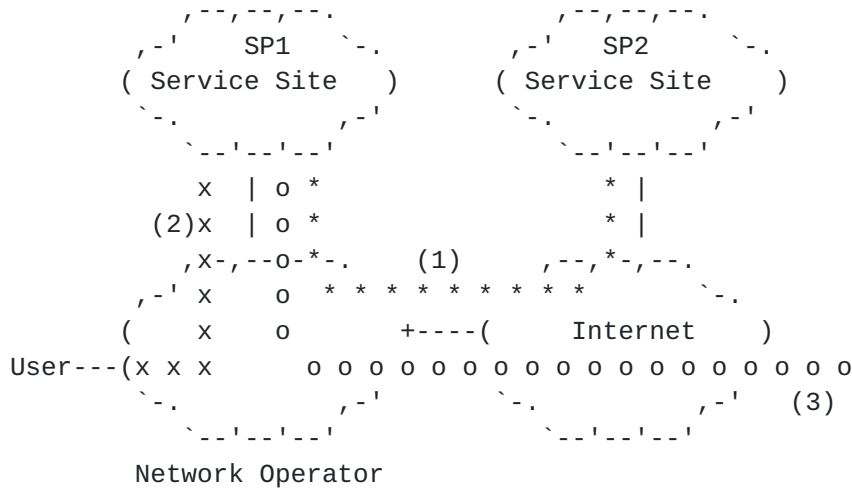 ,--,--,--.              ,--,--,--.
             ,-'    SP1   `-.        ,-'   SP2    `-.
            ( Service Site   )      ( Service Site    )
             `-.          ,-'        `-.          ,-'
                `--'--'--'              `--'--'--'
                 x  | o *                  * |
              (2)x  | o *                  * |
                ,x-,--o-*-.    (1)     ,--,*-,--.
             ,-' x    o  * * * * * * * * *       `-.
            (    x    o       +----(     Internet    )
     User---(x x x      o o o o o o o o o o o o o o o o o o
             `-.          ,-'       `-.          ,-'   (3)
                `--'--'--'             `--'--'--'
             Network Operator